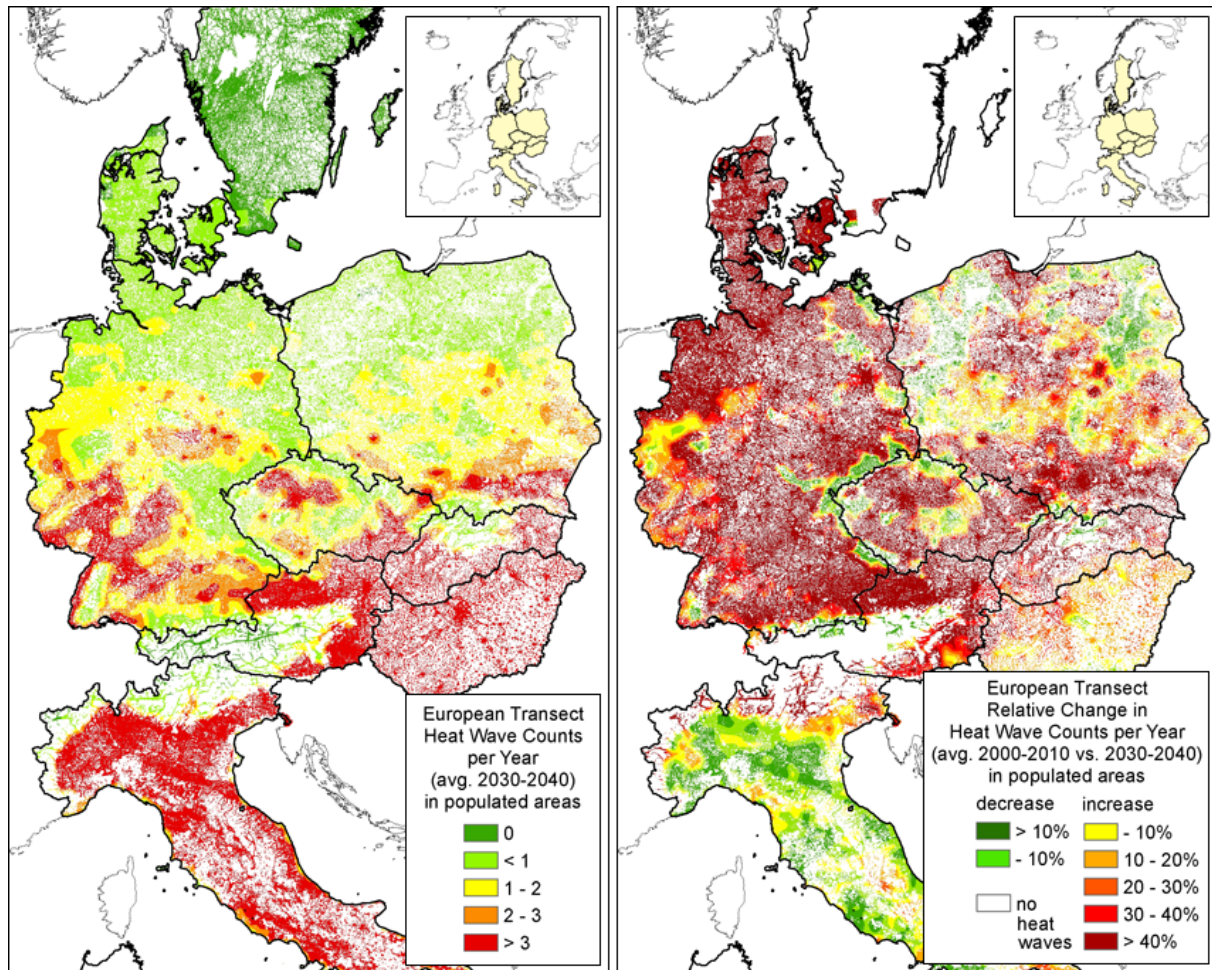 European Transect
Heat Wave Counts
per Year
(avg. 2030-2040)
in populated areas
0
< 1
1 - 2
2 - 3
> 3
European Transect
Relative Change in
Heat Wave Counts per Year
(avg. 2000-2010 vs. 2030-2040)
in populated areas
decrease
> 10%
- 10%
no
heat
waves
increase
- 10%
10 - 20%
20 - 30%
30 - 40%
> 40%